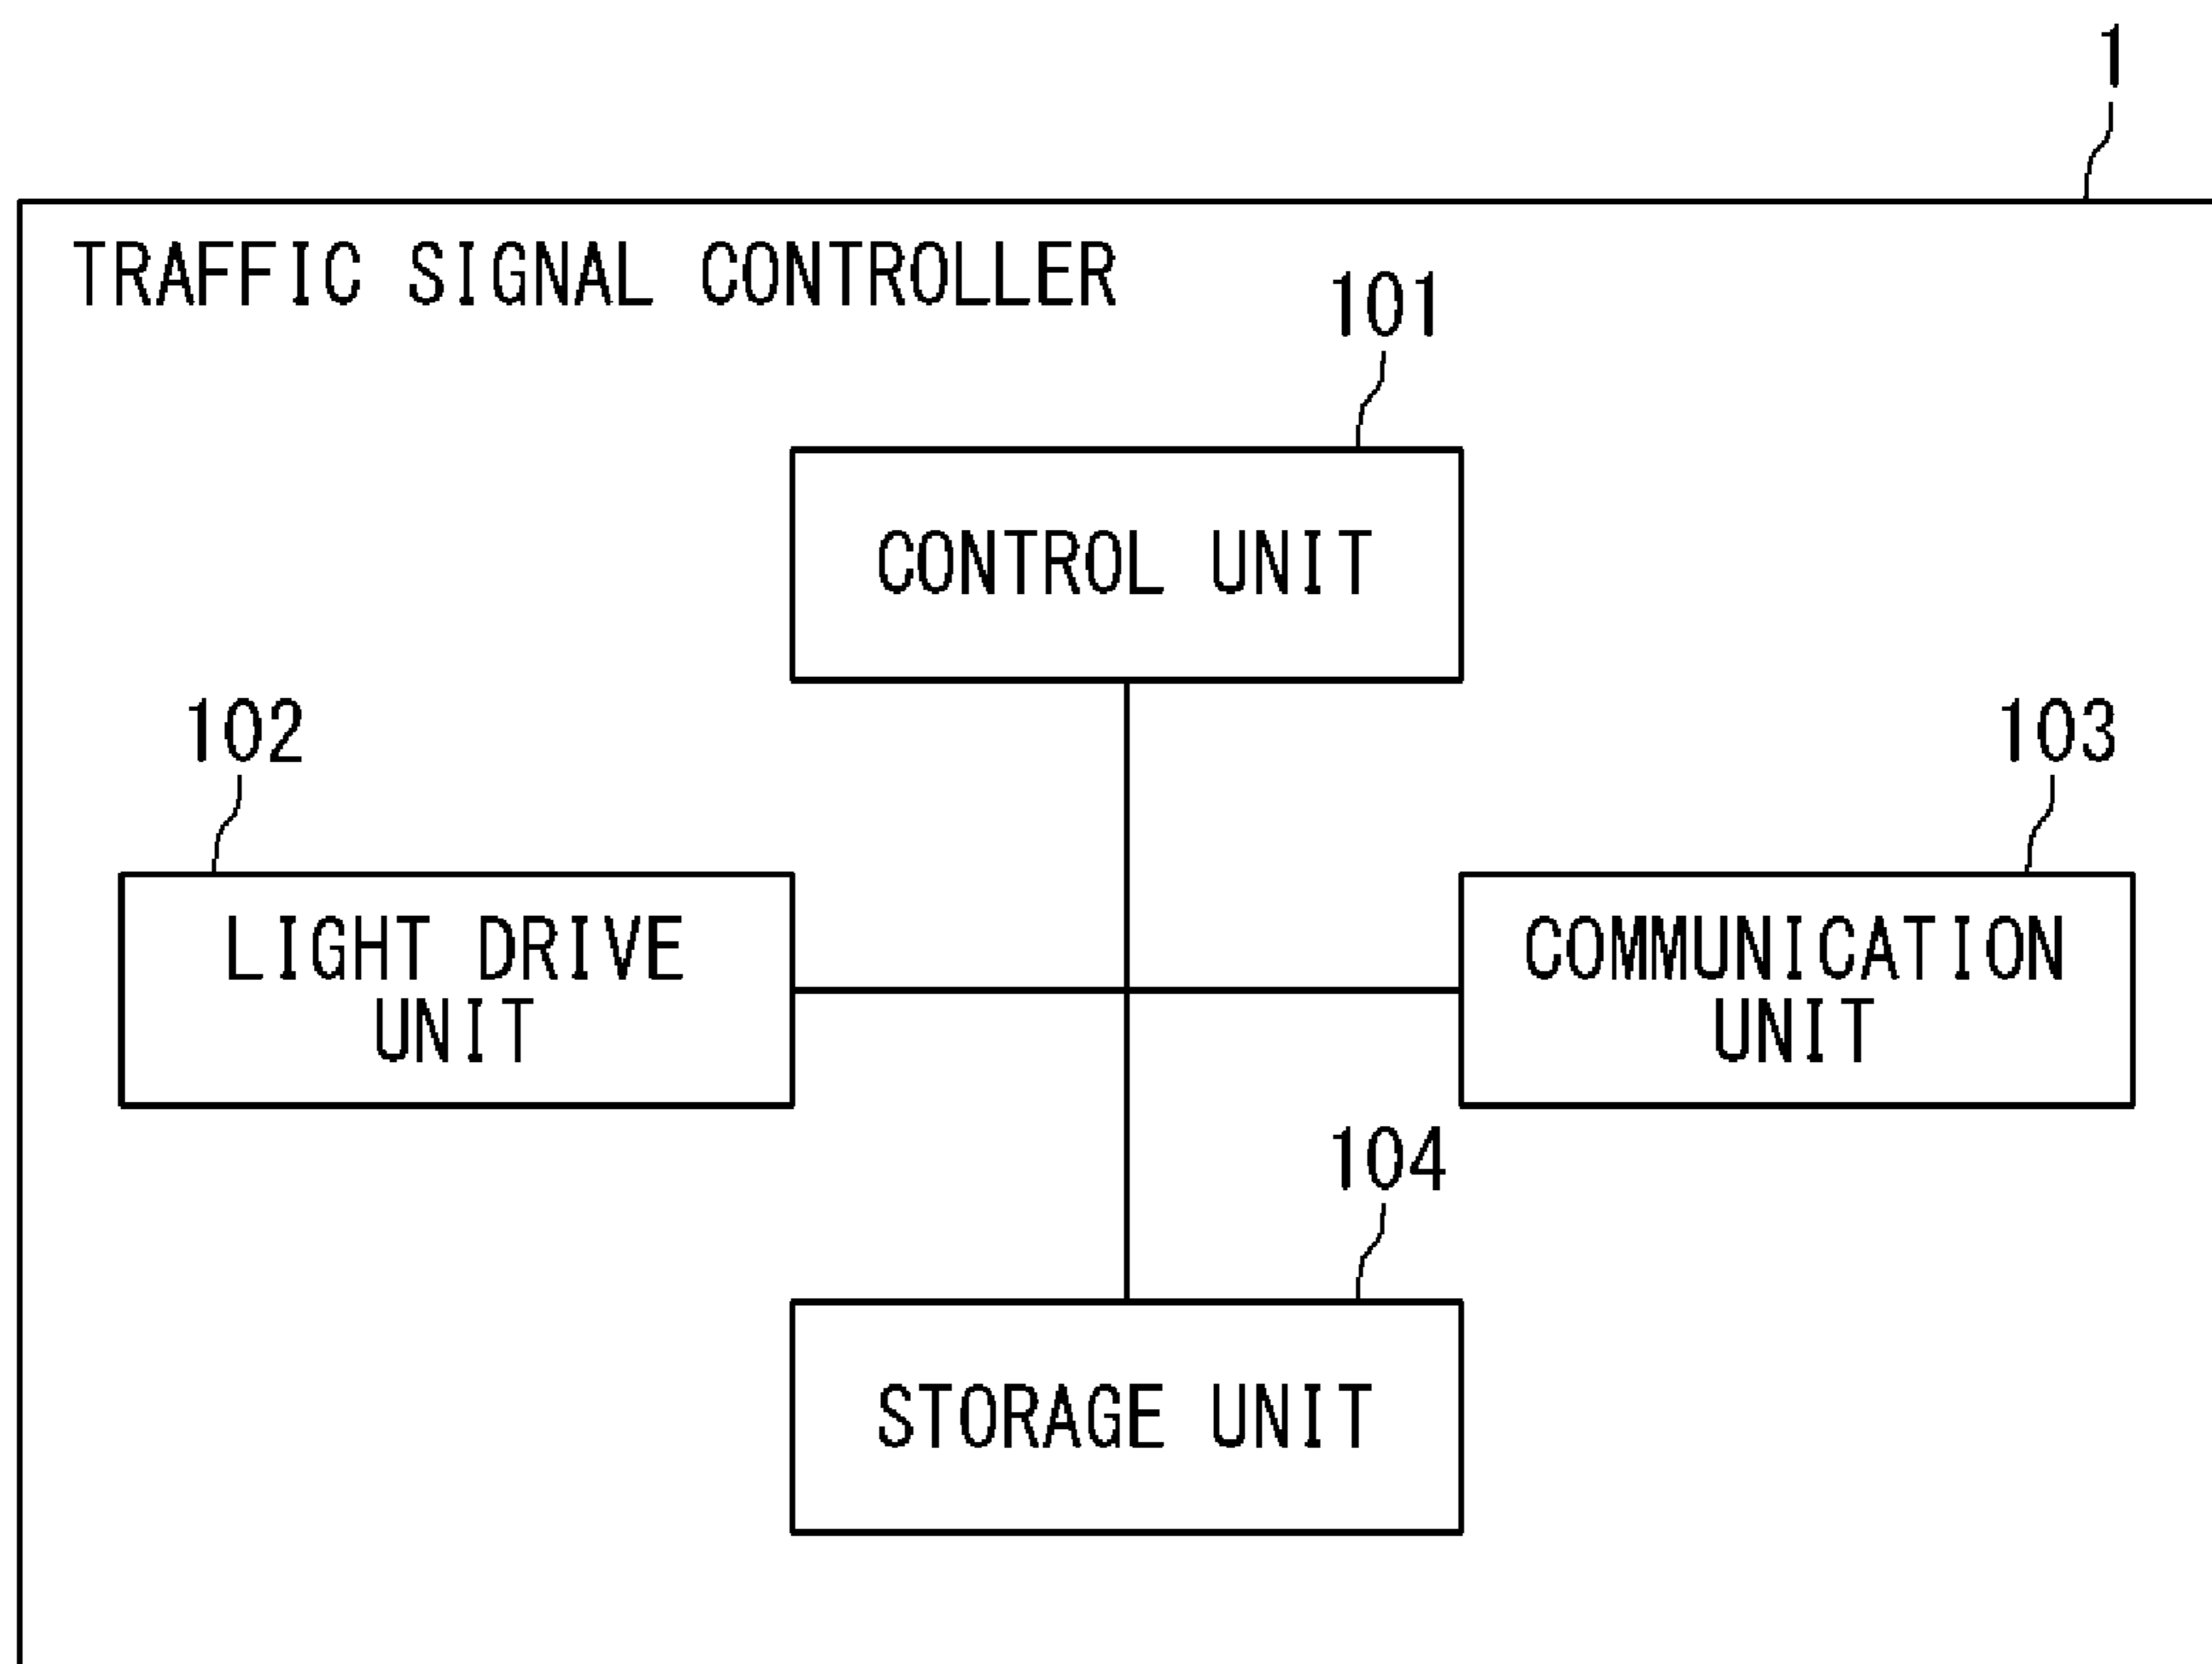 1
TRAFFIC SIGNAL CONTROLLER
101
CONTROL UNIT
102
LIGHT DRIVE
UNIT
103
COMMUNICATION
UNIT
104
STORAGE UNIT